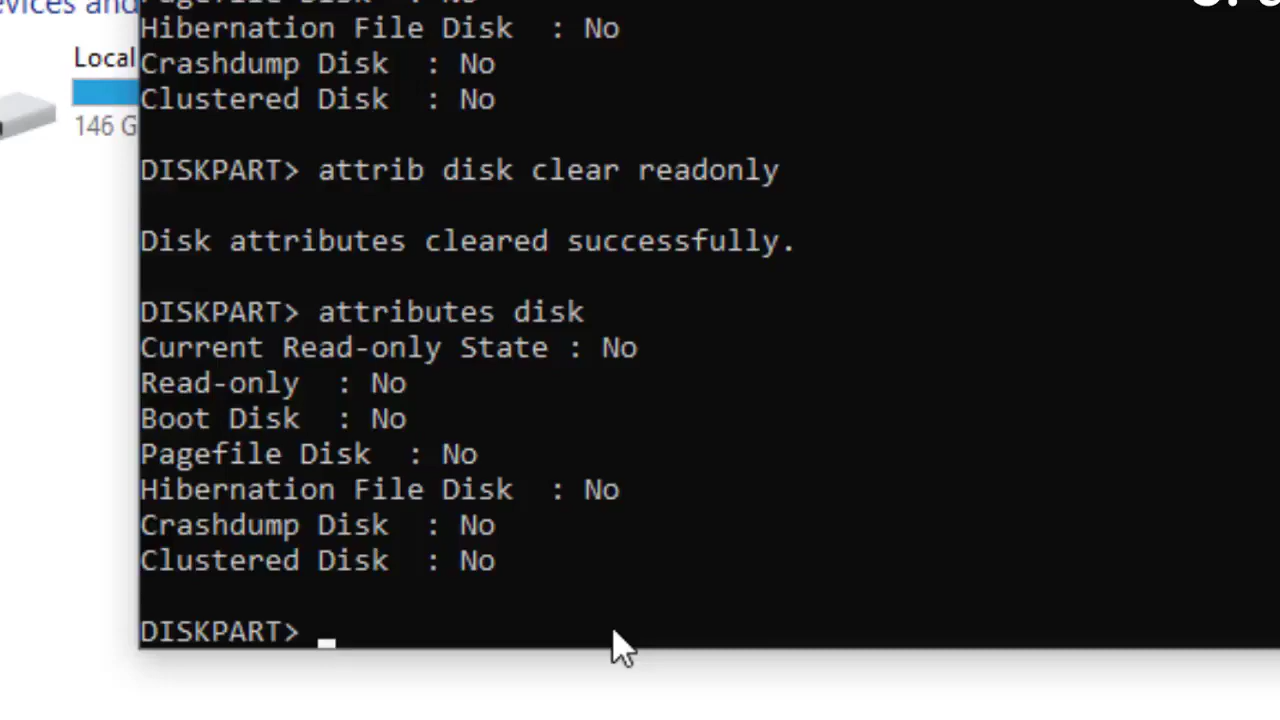 evices and
Local
146 G
Hibernation File Disk  : No
Crashdump Disk  : No
Clustered Disk  : No
DISKPART> attrib disk clear readonly
Disk attributes cleared successfully.
DISKPART> attributes disk
Current Read-only State : No
Read-only  : No
Boot Disk  : No
Pagefile Disk  : No
Hibernation File Disk  : No
Crashdump Disk  : No
Clustered Disk  : No
DISKPART>